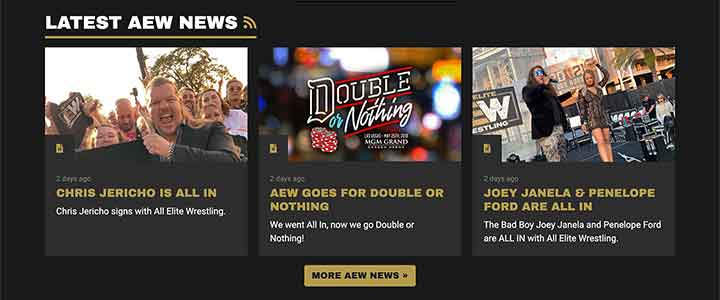 LATEST AEW NEWS
DOUBLE
or Nothing
LAS VEGAS • MAY 25TH, 2019
MGM GRAND
ELITE
EW
WRESTLING
2 days ago
CHRIS JERICHO IS ALL IN
Chris Jericho signs with All Elite Wrestling.
2 days ago
AEW GOES FOR DOUBLE OR
NOTHING
We went All In, now we go Double or
Nothing!
2 days ago
JOEY JANELA & PENELOPE
FORD ARE ALL IN
The Bad Boy Joey Janela and Penelope Ford
are ALL IN with All Elite Wrestling.
MORE AEW NEWS »